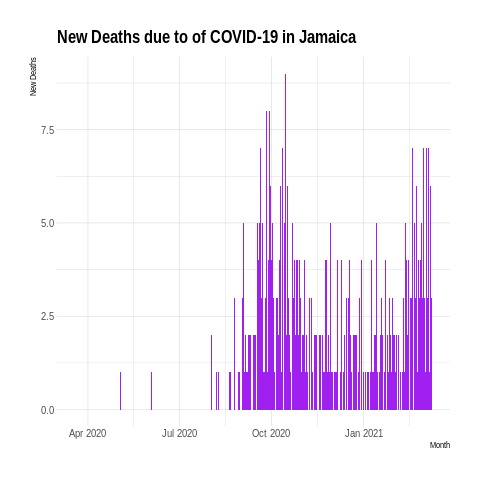 New Deaths due to of COVID-19 in Jamaica
New Deaths
7.5
5.0
2.5
0.0
Apr 2020 Jul 2020 Oct 2020 Jan 2021
Month